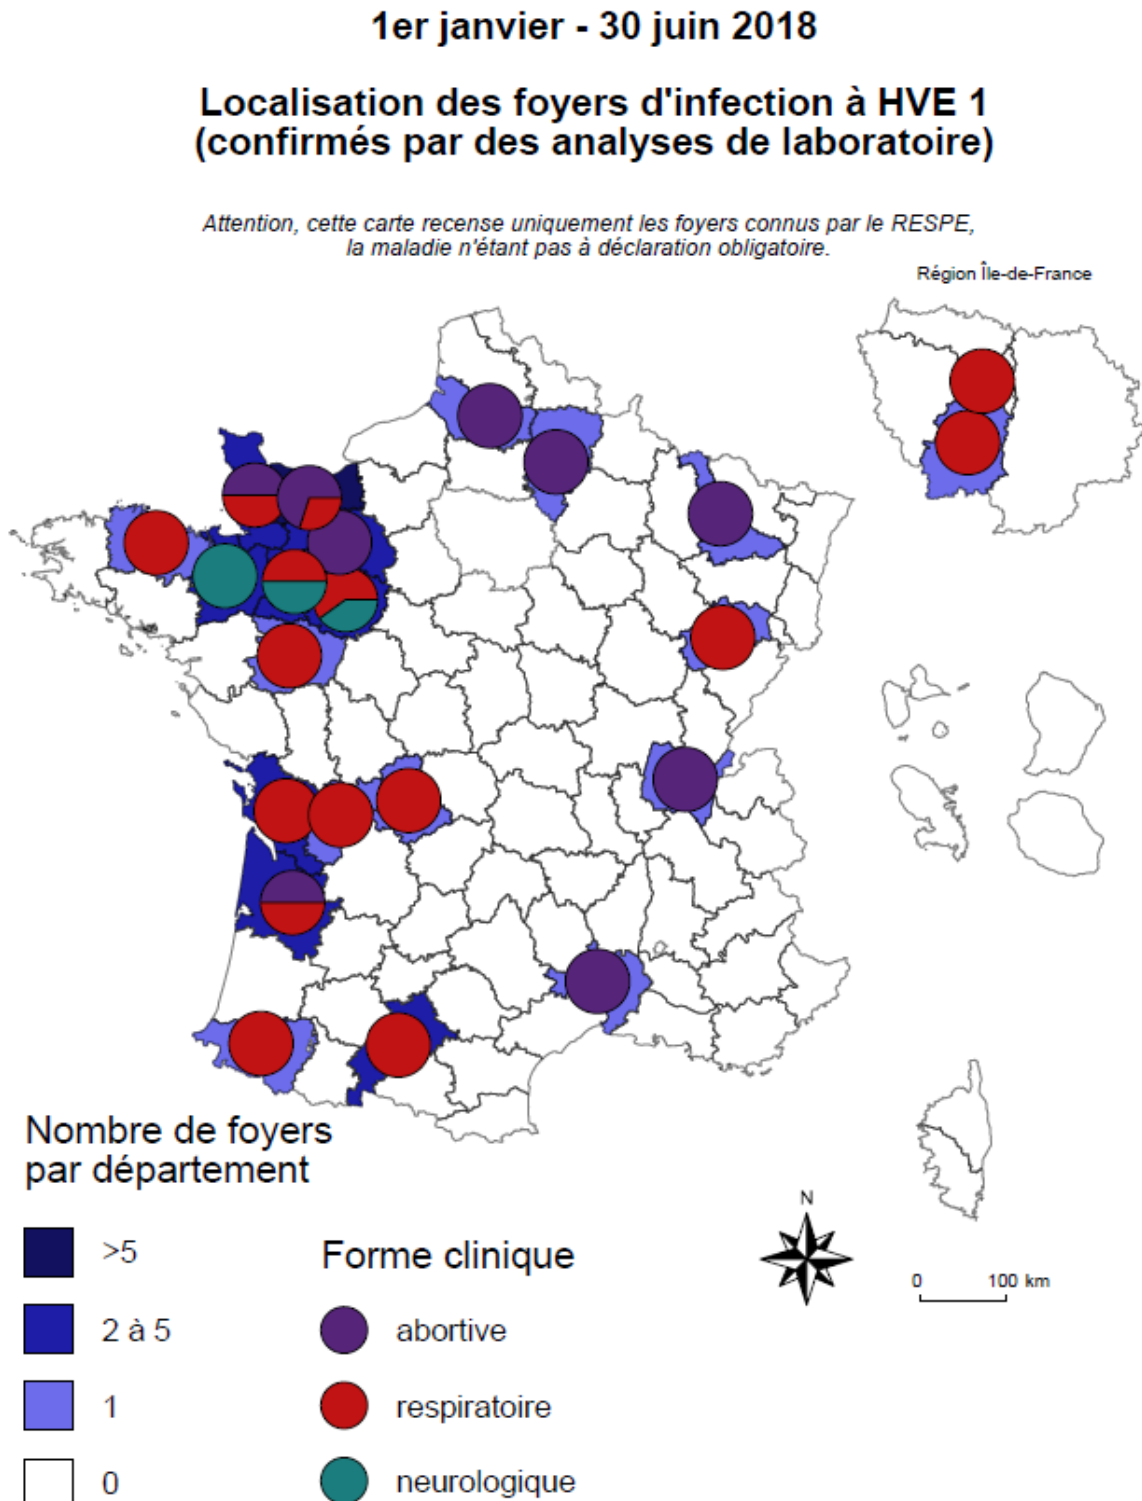 1er janvier - 30 juin 2018
Localisation des foyers d'infection à HVE 1
(confirmés par des analyses de laboratoire)
Attention, cette carte recense uniquement les foyers connus par le RESPE,
la maladie n'étant pas à déclaration obligatoire.
Région Île-de-France
Nombre de foyers
par département
>5
2 à 5
1
0
Forme clinique
abortive
respiratoire
neurologique
N
0 100 km